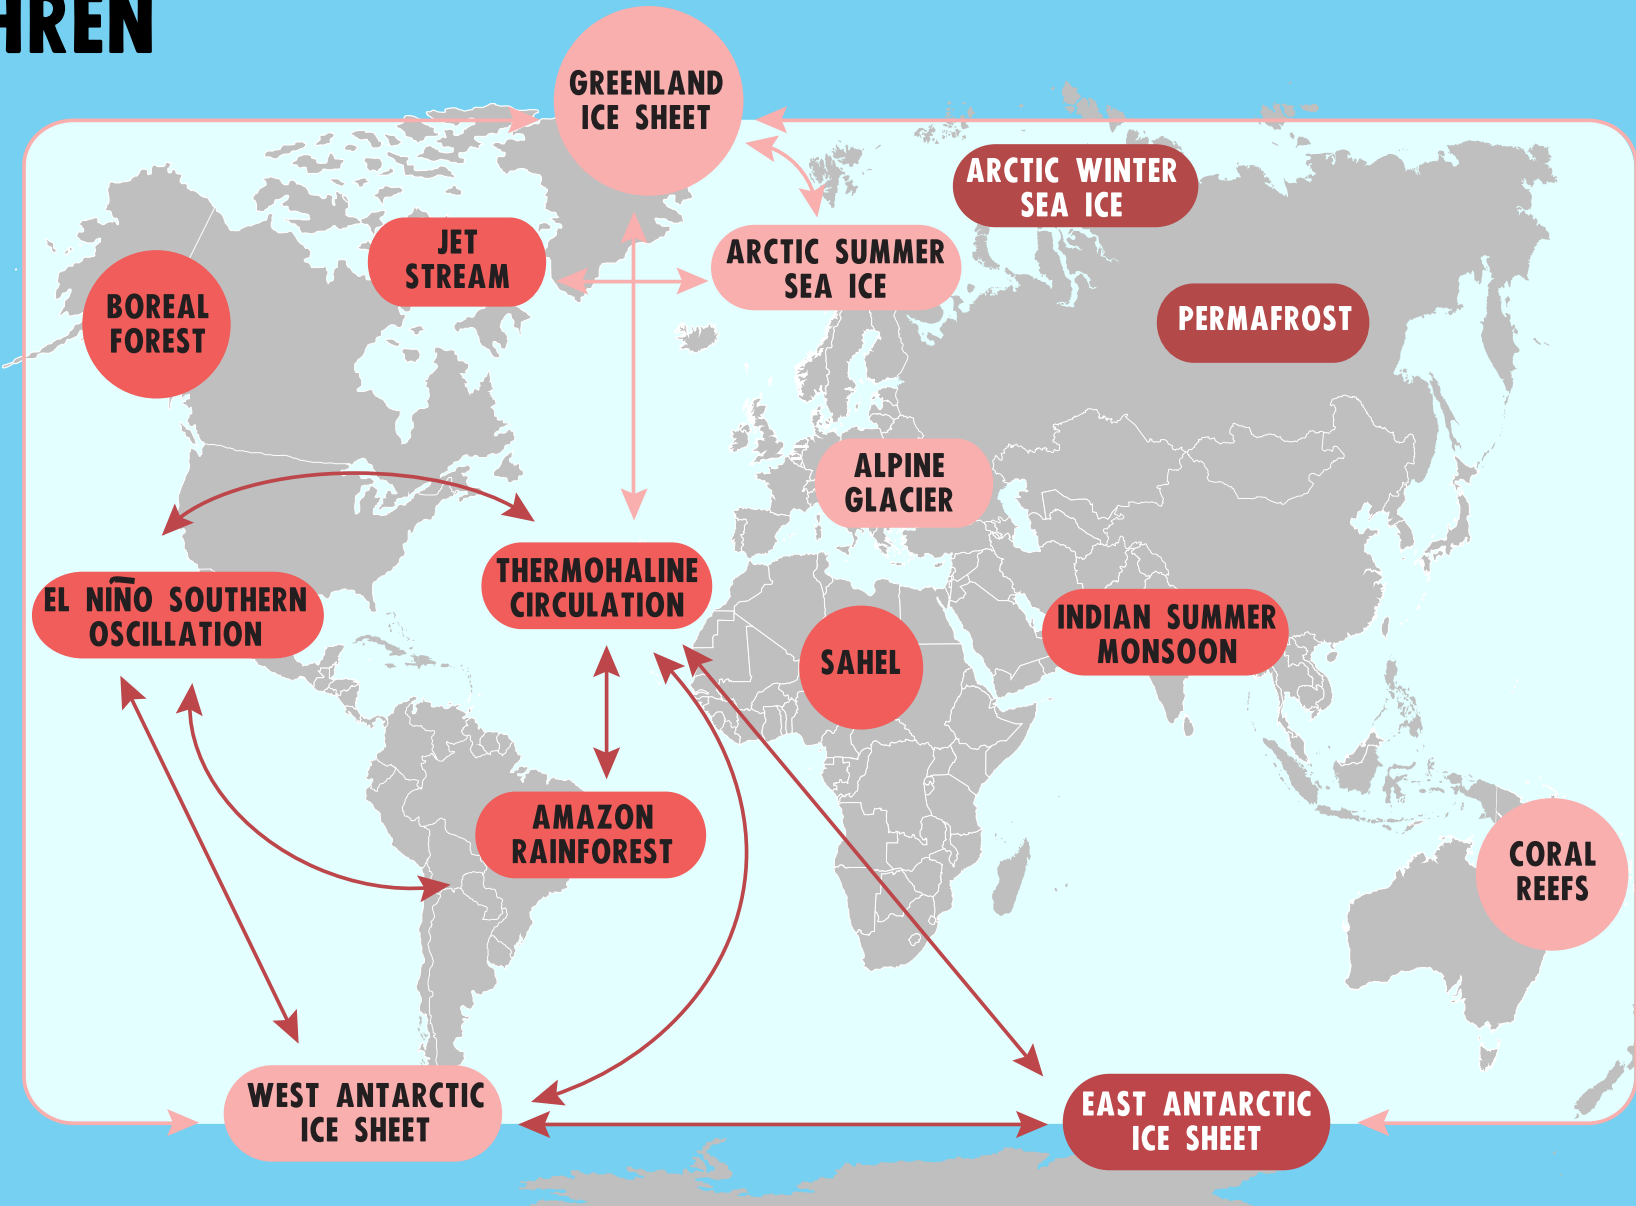 HREN
GREENLAND
ICE SHEET
ARCTIC WINTER
SEA ICE
JET
STREAM
ARCTIC SUMMER
SEA ICE
BOREAL
FOREST
PERMAFROST
ALPINE
GLACIER
THERMOHALINE
CIRCULATION
EL NIÑO SOUTHERN
OSCILLATION
INDIAN SUMMER
MONSOON
SAHEL
AMAZON
RAINFOREST
CORAL
REEFS
WEST ANTARCTIC
ICE SHEET
EAST ANTARCTIC
ICE SHEET